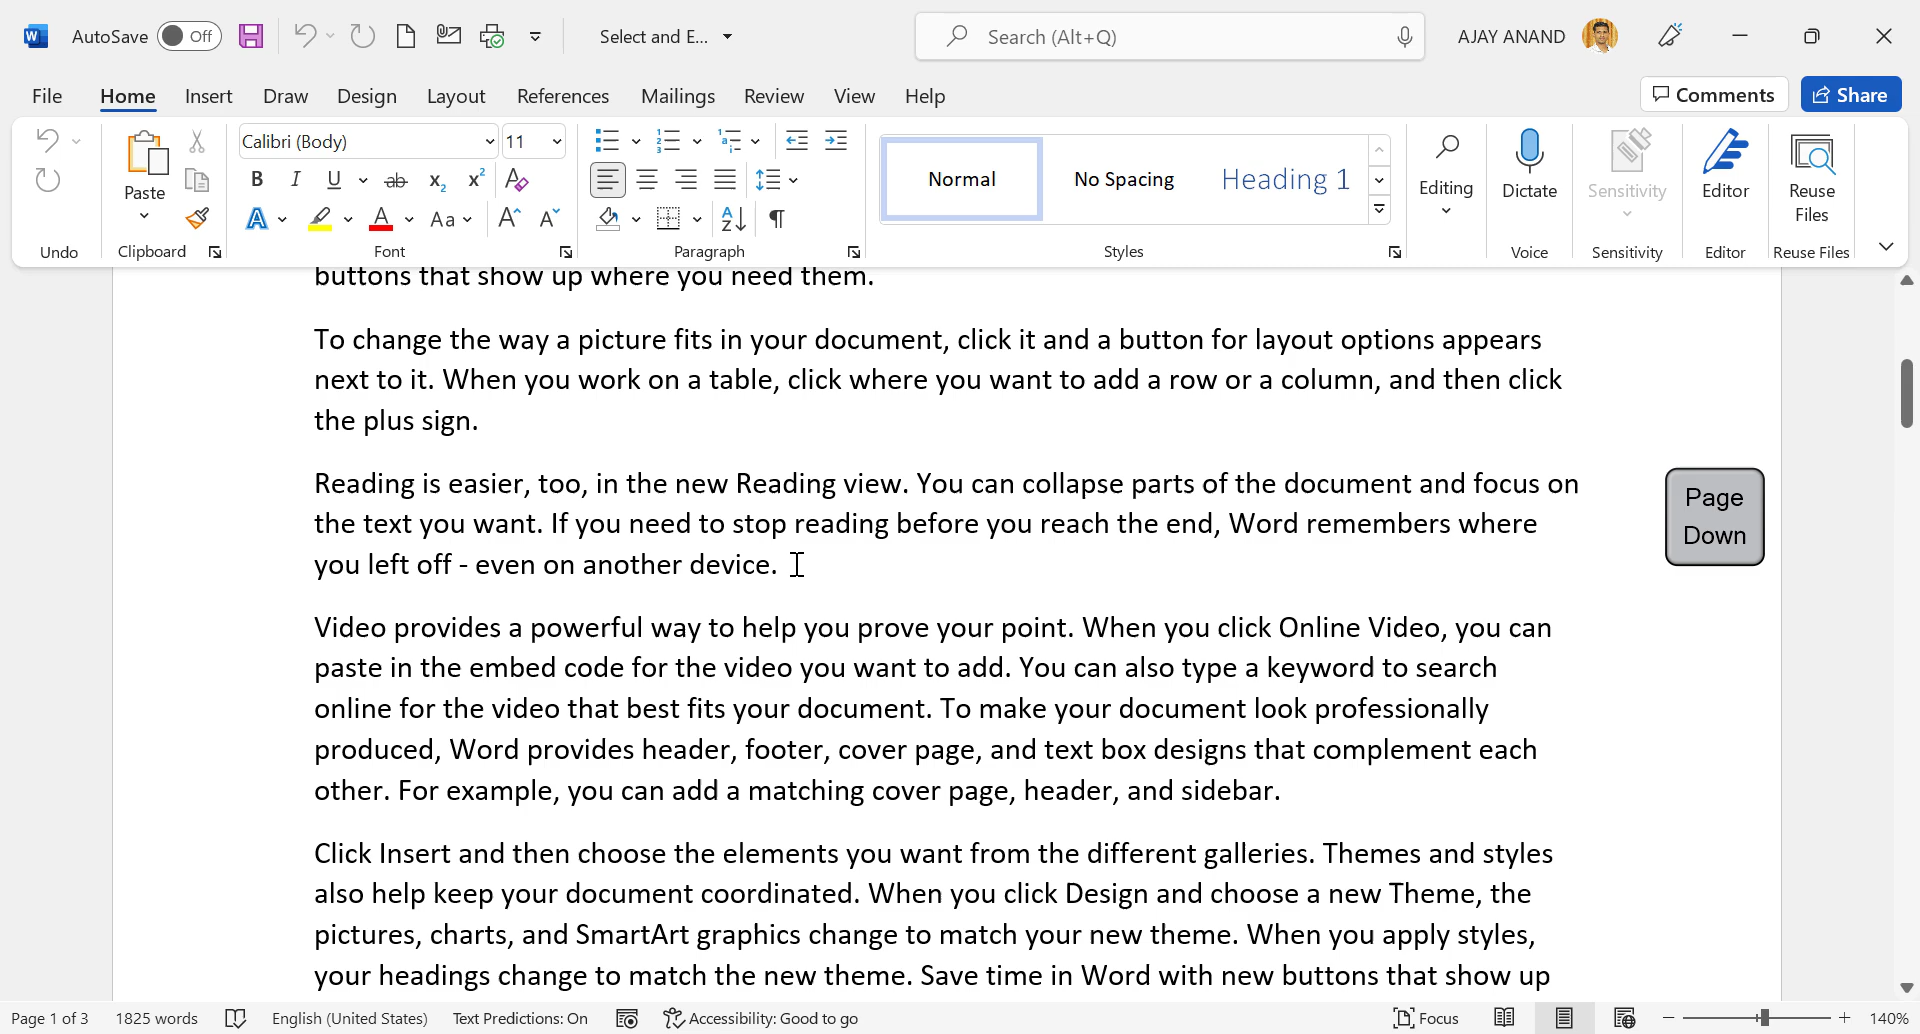 AutoSave Off Select and E... Search (Alt+Q) AJAY ANAND
File Home Insert Draw Design Layout References Mailings Review View Help Comments Share
Calibri (Body) 11
Paste
Normal No Spacing Heading 1
Editing Dictate Sensitivity Editor Reuse
Files
Undo Clipboard Font Paragraph Styles Voice Sensitivity Editor Reuse Files
buttons that show up where you need them.
To change the way a picture fits in your document, click it and a button for layout options appears
next to it. When you work on a table, click where you want to add a row or a column, and then click
the plus sign.
Reading is easier, too, in the new Reading view. You can collapse parts of the document and focus on
the text you want. If you need to stop reading before you reach the end, Word remembers where
you left off - even on another device.
Page
Down
Video provides a powerful way to help you prove your point. When you click Online Video, you can
paste in the embed code for the video you want to add. You can also type a keyword to search
online for the video that best fits your document. To make your document look professionally
produced, Word provides header, footer, cover page, and text box designs that complement each
other. For example, you can add a matching cover page, header, and sidebar.
Click Insert and then choose the elements you want from the different galleries. Themes and styles
also help keep your document coordinated. When you click Design and choose a new Theme, the
pictures, charts, and SmartArt graphics change to match your new theme. When you apply styles,
your headings change to match the new theme. Save time in Word with new buttons that show up
Page 1 of 3 1825 words English (United States) Text Predictions: On Accessibility: Good to go Focus 140%